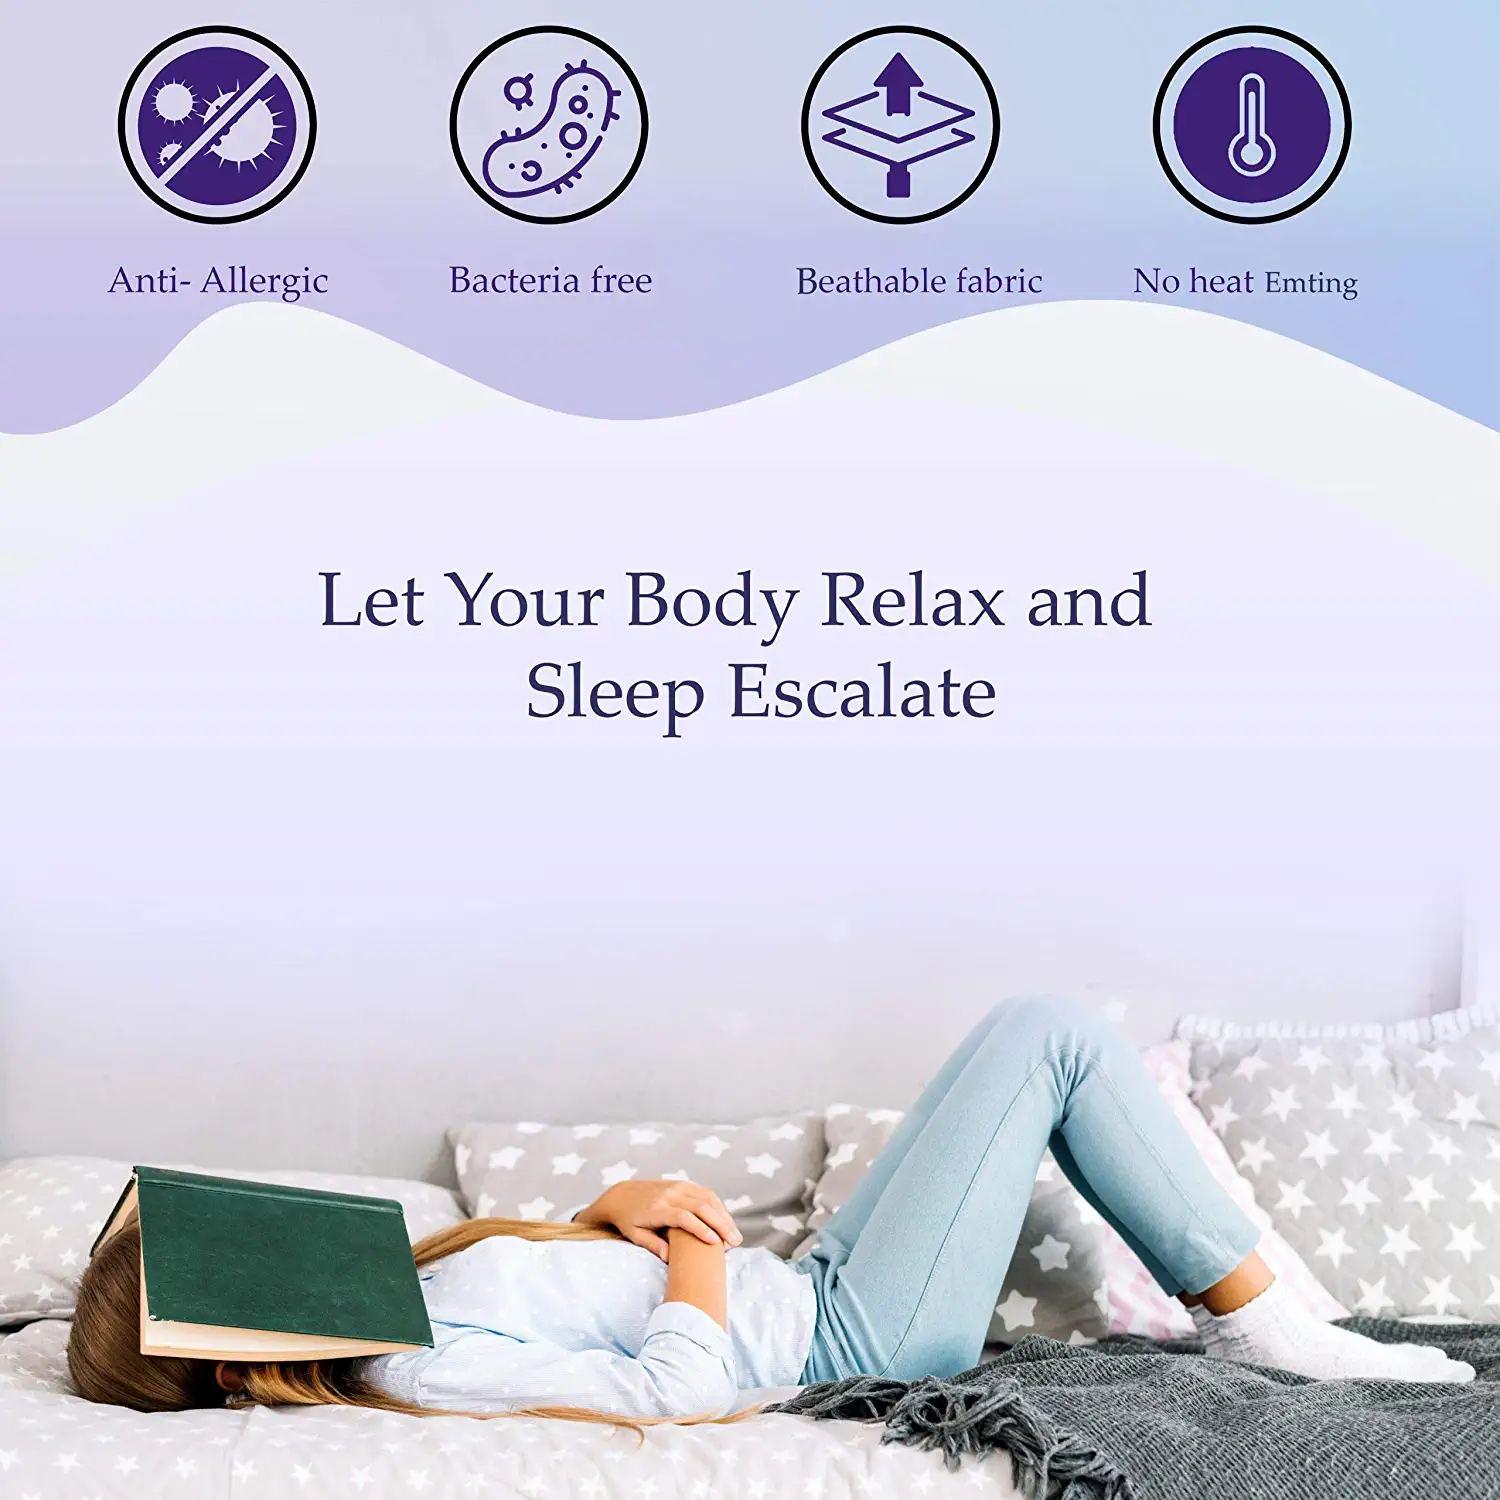 Anti- Allergic
Bacteria free
Beathable fabric
No heat Emting
Let Your Body Relax and
Sleep Escalate